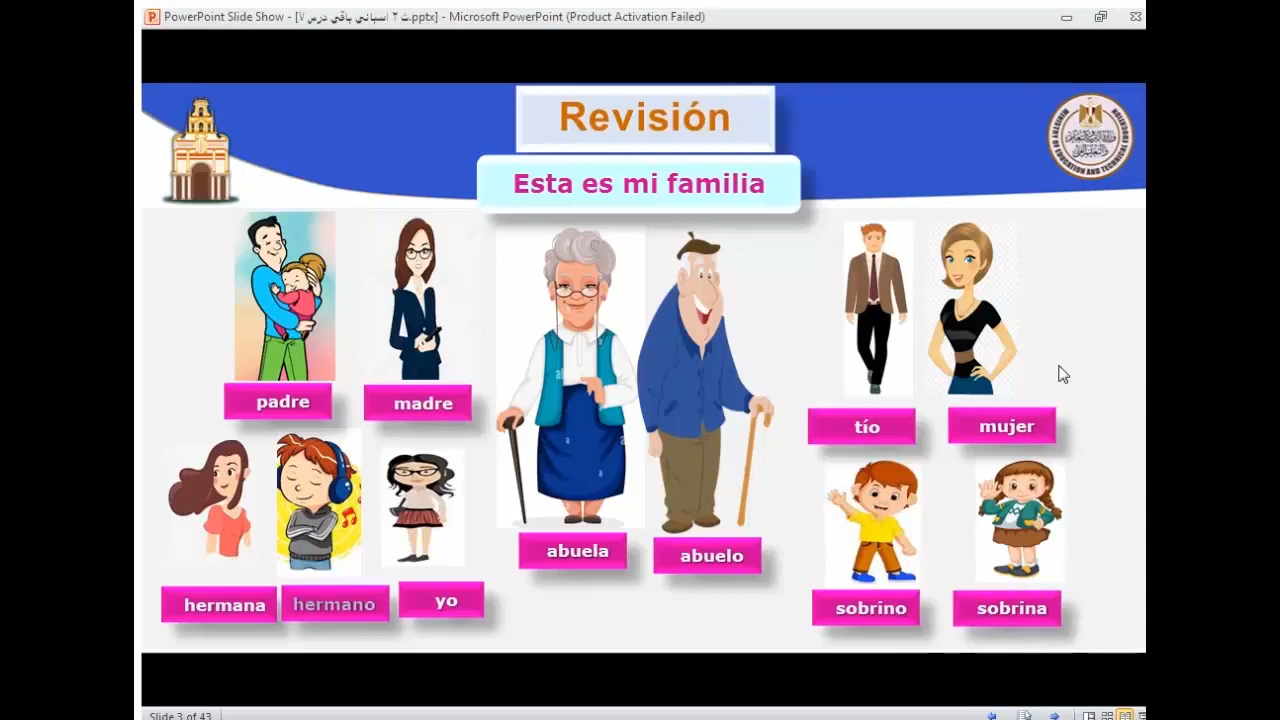 PowerPoint Slide Show - [ث ٢ اسباني باقي درس ٧.pptx] - Microsoft PowerPoint (Product Activation Failed)
Revisión
Esta es mi familia
padre
madre
tío
mujer
abuela
abuelo
hermana
hermano
yo
sobrino
sobrina
Slide 3 of 43